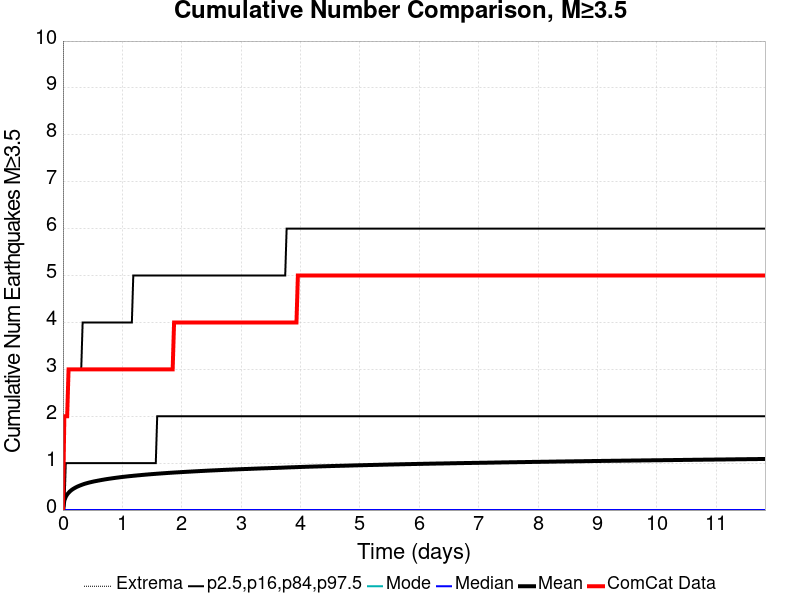 Cumulative Number Comparison, M≥3.5
Cumulative Num Earthquakes M≥3.5
10
9
8
7
6
5
4
3
2
1
0
0 1 2 3 4 5 6 7 8 9 10 11
Time (days)
Extrema p2.5,p16,p84,p97.5 Mode Median Mean ComCat Data